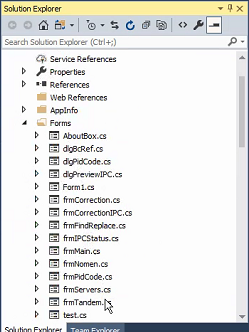 Solution Explorer
Search Solution Explorer (Ctrl+;)
Service References
Properties
References
Web References
AppInfo
Forms
AboutBox.cs
dlgBcRef.cs
dlgPidCode.cs
dlgPreviewIPC.cs
Form1.cs
frmCorrection.cs
frmCorrectionIPC.cs
frmFindReplace.cs
frmIPCStatus.cs
frmMain.cs
frmNomen.cs
frmPidCode.cs
frmServers.cs
frmTandem.cs
test.cs
Solution Explorer Team Explorer